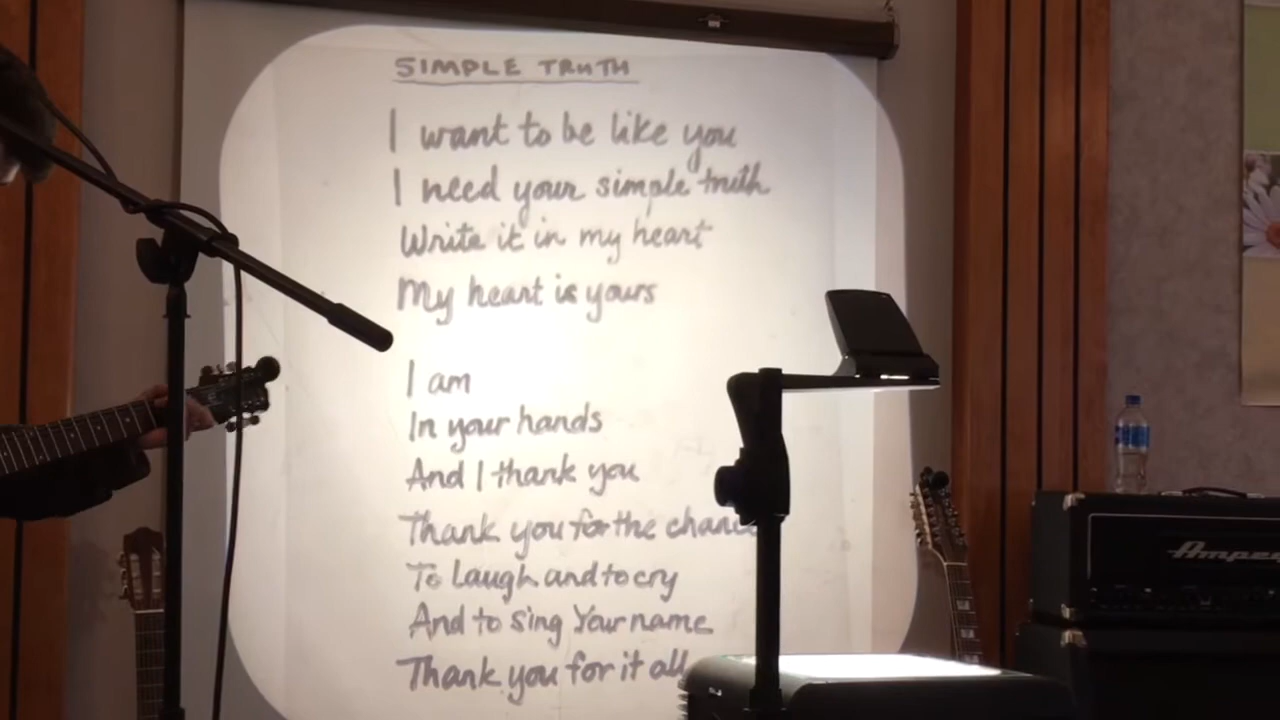 SIMPLE TRUTH
I want to be like you
I need your simple truth
Write it in my heart
My heart is yours
I am
In your hands
And I thank you
Thank you for the chance
To Laugh and to cry
And to sing Your name
Thank you for it all
Ampeg